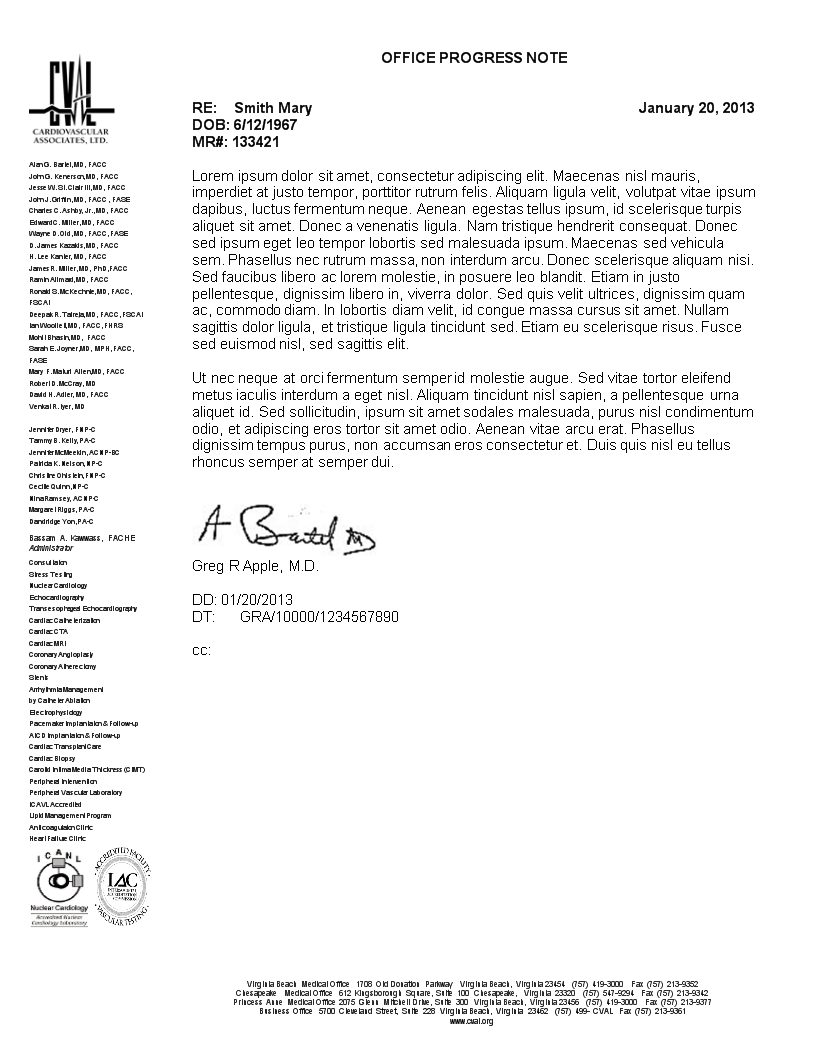 OFFICE PROGRESS NOTE
CVAL
CARDIOVASCULAR
ASSOCIATES, LTD.
RE: Smith Mary January 20, 2013
DOB: 6/12/1967
MR#: 133421
Lorem ipsum dolor sit amet, consectetur adipiscing elit. Maecenas nisl mauris,
imperdiet at justo tempor, porttitor rutrum felis. Aliquam ligula velit, volutpat vitae ipsum
dapibus, luctus fermentum neque. Aenean egestas tellus ipsum, id scelerisque turpis
aliquet sit amet. Donec a venenatis ligula. Nam tristique hendrerit consequat. Donec
sed ipsum eget leo tempor lobortis sed malesuada ipsum. Maecenas sed vehicula
sem. Phasellus nec rutrum massa, non interdum arcu. Donec scelerisque aliquam nisi.
Sed faucibus libero ac lorem molestie, in posuere leo blandit. Etiam in justo
pellentesque, dignissim libero in, viverra dolor. Sed quis velit ultrices, dignissim quam
ac, commodo diam. In lobortis diam velit, id congue massa cursus sit amet. Nullam
sagittis dolor ligula, et tristique ligula tincidunt sed. Etiam eu scelerisque risus. Fusce
sed euismod nisl, sed sagittis elit.
Ut nec neque at orci fermentum semper id molestie augue. Sed vitae tortor eleifend
metus iaculis interdum a eget nisl. Aliquam tincidunt nisl sapien, a pellentesque urna
aliquet id. Sed sollicitudin, ipsum sit amet sodales malesuada, purus nisl condimentum
odio, et adipiscing eros tortor sit amet odio. Aenean vitae arcu erat. Phasellus
dignissim tempus purus, non accumsan eros consectetur et. Duis quis nisl eu tellus
rhoncus semper at semper dui.
Greg R Apple, M.D.
DD: 01/20/2013
DT: GRA/10000/1234567890
cc:
John G. Kenerson, MD, FACC
Jesse W. St. Clair III, MD, FACC
John J. Griffin, MD, FACC, FASE
Charles C. Ashby, Jr., MD, FACC
Edward C. Miller, MD, FACC
Wayne D. Old, MD, FACC, FASE
D. James Kazakis, MD, FACC
H. Lee Kanter, MD, FACC
James R. Miller, MD, PhD, FACC
Ramin Alimard, MD, FACC
Ronald S. McKechnie, MD, FACC,
FSCAI
Deepak R. Talreja, MD, FACC, FSCAI
Ian Woollett, MD, FACC, FHRS
Mohit Bhasin, MD, FACC
Sarah E. Joyner, MD, MPH, FACC,
FASE
MD, FACC
Robert D. McCray, MD
David H. Adler, MD, FACC
Venkat R. Iyer, MD
Jennifer Dryer, FNP-C
Tammy B. Kelly, PA-C
Jennifer McMeekin, ACNP-BC
Patricia K. Nelson, NP-C
Christine FNP-C
Cecilie Quinn, NP-C
Nina Ramsey, ACNP-C
Margaret Riggs, PA-C
Dandridge Yon, PA-C
Bassam A. Kawwass, FACHE
Administrator
Consultation
Stress Testing
Nuclear Cardiology
Echocardiography
Transesophageal Echocardiography
Cardiac Catheterization
Cardiac CTA
Cardiac MRI
Coronary Angioplasty
Coronary Atherectomy
Stents
Arrhythmia Management
by Catheter Ablation
Electrophysiology
Pacemaker Implantation & Follow-up
AICD Implantation & Follow-up
Cardiac Transplant Care
Cardiac Biopsy
Carotid Intima Media Thickness (CIMT)
Peripheral Intervention
Peripheral Vascular Laboratory
ICAVL Accredited
Lipid Management Program
Anticoagulation Clinic
Heart Failure Clinic
ICANL
Nuclear Cardiology
Accredited Nuclear
Cardiology Laboratory
ACCREDITED FACILITY
IAC
INTERSOCIETAL
ACCREDITATION
COMMISSION
VASCULAR TESTING
Virginia Beach Medical Office 1708 Old Donation Parkway Virginia Beach, Virginia 23454 (757) 419-3000 Fax (757) 213-9352
Chesapeake Medical Office 612 Kingsborough Square, Suite 100 Chesapeake, Virginia 23320 (757) 547-9294 Fax (757) 213-9342
Princess Anne Medical Office 2075 Glenn Mitchell Drive, Suite 300 Virginia Beach, Virginia 23456 (757) 419-3000 Fax (757) 213-9377
Business Office 5700 Cleveland Street, Suite 228 Virginia Beach, Virginia 23462 (757) 499- CVAL Fax (757) 213-9361
www.cval.org